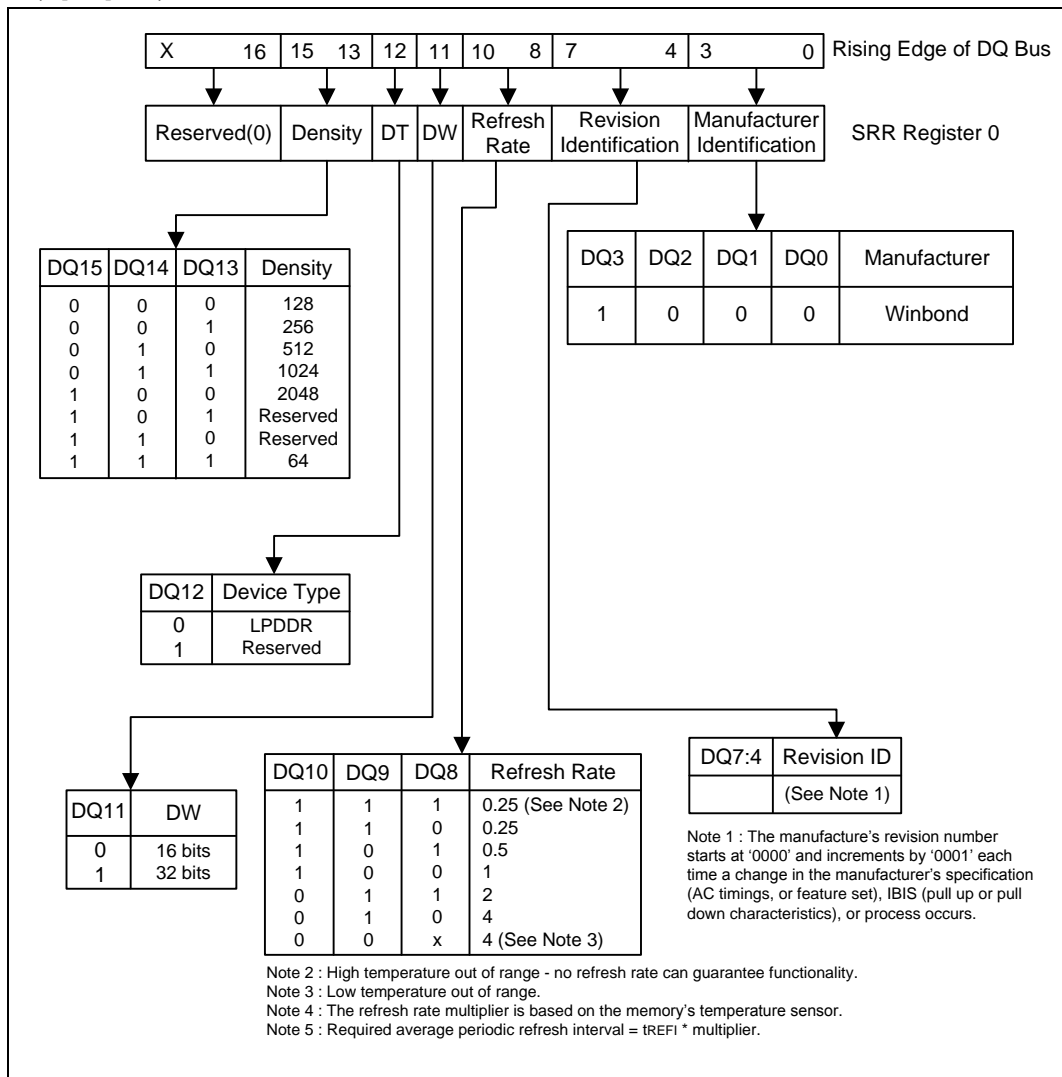 X 16 15 13 12 11 10 8 7 4 3 0 Rising Edge of DQ Bus
Reserved(0) Density DT DW Refresh Rate Revision Identification Manufacturer Identification SRR Register 0
DQ15 DQ14 DQ13 Density
0 0 0 128
0 0 1 256
0 1 0 512
0 1 1 1024
1 0 0 2048
1 0 1 Reserved
1 1 0 Reserved
1 1 1 64
DQ3 DQ2 DQ1 DQ0 Manufacturer
1 0 0 0 Winbond
DQ12 Device Type
0 LPDDR
1 Reserved
DQ11 DW
0 16 bits
1 32 bits
DQ10 DQ9 DQ8 Refresh Rate
1 1 1 0.25 (See Note 2)
1 1 0 0.25
1 0 1 0.5
1 0 0 1
0 1 1 2
0 1 0 4
0 0 x 4 (See Note 3)
DQ7:4 Revision ID
(See Note 1)
Note 1 : The manufacture's revision number
starts at '0000' and increments by '0001' each
time a change in the manufacturer's specification
(AC timings, or feature set), IBIS (pull up or pull
down characteristics), or process occurs.
Note 2 : High temperature out of range - no refresh rate can guarantee functionality.
Note 3 : Low temperature out of range.
Note 4 : The refresh rate multiplier is based on the memory's temperature sensor.
Note 5 : Required average periodic refresh interval = tREFI * multiplier.